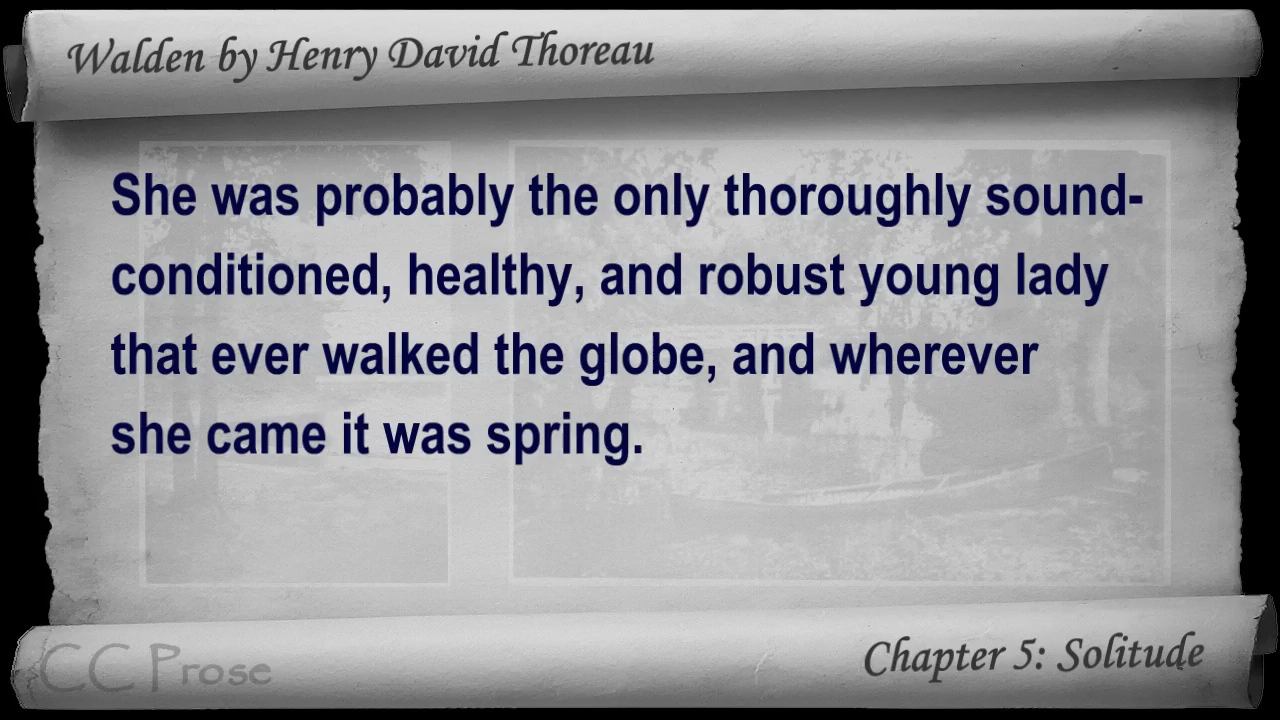 Walden by Henry David Thoreau
She was probably the only thoroughly sound-
conditioned, healthy, and robust young lady
that ever walked the globe, and wherever
she came it was spring.
CC Prose
Chapter 5: Solitude